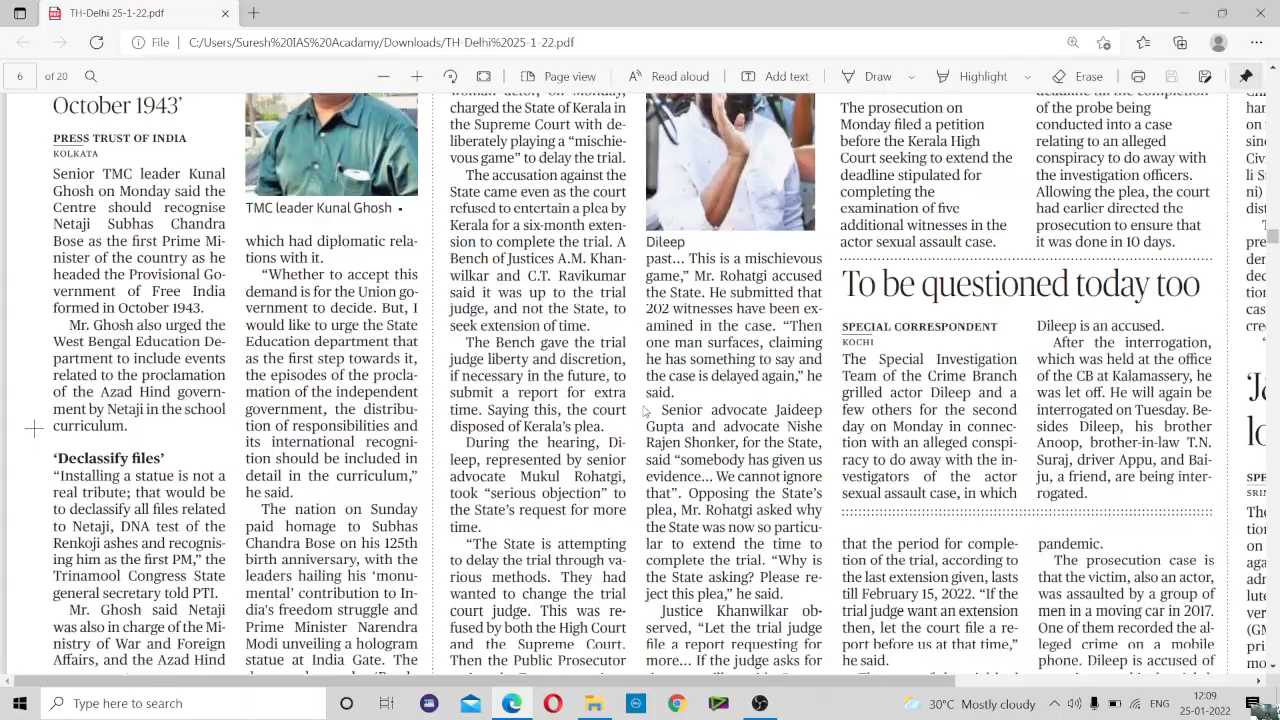 TH-Delhi 25-1-22.pdf
File
C:/Users/Suresh%20IAS%20Acadamy/Downloads/TH-Delhi%2025-1-22.pdf
6 of 20
Page view
Read aloud
Add text
Draw
Highlight
Erase
October 1943’
PRESS TRUST OF INDIA
KOLKATA
Senior TMC leader Kunal
Ghosh on Monday said the
Centre should recognise
Netaji Subhas Chandra
Bose as the first Prime Mi-
nister of the country as he
headed the Provisional Go-
vernment of Free India
formed in October 1943.
Mr. Ghosh also urged the
West Bengal Education De-
partment to include events
related to the proclamation
of the Azad Hind govern-
ment by Netaji in the school
curriculum.
‘Declassify files’
“Installing a statue is not a
real tribute; that would be
to declassify all files related
to Netaji, DNA test of the
Renkoji ashes and recognis-
ing him as the first PM,” the
Trinamool Congress State
general secretary told PTI.
Mr. Ghosh said Netaji
was also in charge of the Mi-
nistry of War and Foreign
Affairs, and the Azad Hind
TMC leader Kunal Ghosh
which had diplomatic rela-
tions with it.
“Whether to accept this
demand is for the Union go-
vernment to decide. But, I
would like to urge the State
Education department that
as the first step towards it,
the episodes of the procla-
mation of the independent
government, the distribu-
tion of responsibilities and
its international recogni-
tion should be included in
detail in the curriculum,”
he said.
The nation on Sunday
paid homage to Subhas
Chandra Bose on his 125th
birth anniversary, with the
leaders hailing his ‘monu-
mental’ contribution to In-
dia's freedom struggle and
Prime Minister Narendra
Modi unveiling a hologram
statue at India Gate. The
charged the State of Kerala in
the Supreme Court with de-
liberately playing a “mischie-
vous game” to delay the trial.
The accusation against the
State came even as the court
refused to entertain a plea by
Kerala for a six-month exten-
sion to complete the trial. A
Bench of Justices A.M. Khan-
wilkar and C.T. Ravikumar
said it was up to the trial
judge, and not the State, to
seek extension of time.
The Bench gave the trial
judge liberty and discretion,
if necessary in the future, to
submit a report for extra
time. Saying this, the court
disposed of Kerala’s plea.
During the hearing, Di-
leep, represented by senior
advocate Mukul Rohatgi,
took “serious objection” to
the State’s request for more
time.
“The State is attempting
to delay the trial through va-
rious methods. They had
wanted to change the trial
court judge. This was re-
fused by both the High Court
and the Supreme Court.
Then the Public Prosecutor
Dileep
past... This is a mischievous
game,” Mr. Rohatgi accused
the State. He submitted that
202 witnesses have been ex-
amined in the case. “Then
one man surfaces, claiming
he has something to say and
the case is delayed again,” he
said.
Senior advocate Jaideep
Gupta and advocate Nishe
Rajen Shonker, for the State,
said “somebody has given us
evidence... We cannot ignore
that”. Opposing the State’s
plea, Mr. Rohatgi asked why
the State was now so particu-
lar to extend the time to
complete the trial. “Why is
the State asking? Please re-
ject this plea,” he said.
Justice Khanwilkar ob-
served, “Let the trial judge
file a report requesting for
more... If the judge asks for
The prosecution on
Monday filed a petition
before the Kerala High
Court seeking to extend the
deadline stipulated for
completing the
examination of five
additional witnesses in the
actor sexual assault case.
deadline till the completion
of the probe being
conducted into a case
relating to an alleged
conspiracy to do away with
the investigation officers.
Allowing the plea, the court
had earlier directed the
prosecution to ensure that
it was done in 10 days.
To be questioned today too
SPECIAL CORRESPONDENT
KOCHI
The Special Investigation
Team of the Crime Branch
grilled actor Dileep and a
few others for the second
day on Monday in connec-
tion with an alleged conspi-
racy to do away with the in-
vestigators of the actor
sexual assault case, in which
Dileep is an accused.
After the interrogation,
which was held at the office
of the CB at Kalamassery, he
was let off. He will again be
interrogated on Tuesday. Be-
sides Dileep, his brother
Anoop, brother-in-law T.N.
Suraj, driver Appu, and Bai-
ju, a friend, are being inter-
rogated.
that the period for comple-
tion of the trial, according to
the last extension given, lasts
till February 15, 2022. “If the
trial judge want an extension
then, let the court file a re-
port before us at that time,”
he said.
pandemic.
The prosecution case is
that the victim, also an actor,
was assaulted by a group of
men in a moving car in 2017.
One of them recorded the al-
leged crime on a mobile
phone. Dileep is accused of
Type here to search
30°C Mostly cloudy
ENG
12:09
25-01-2022